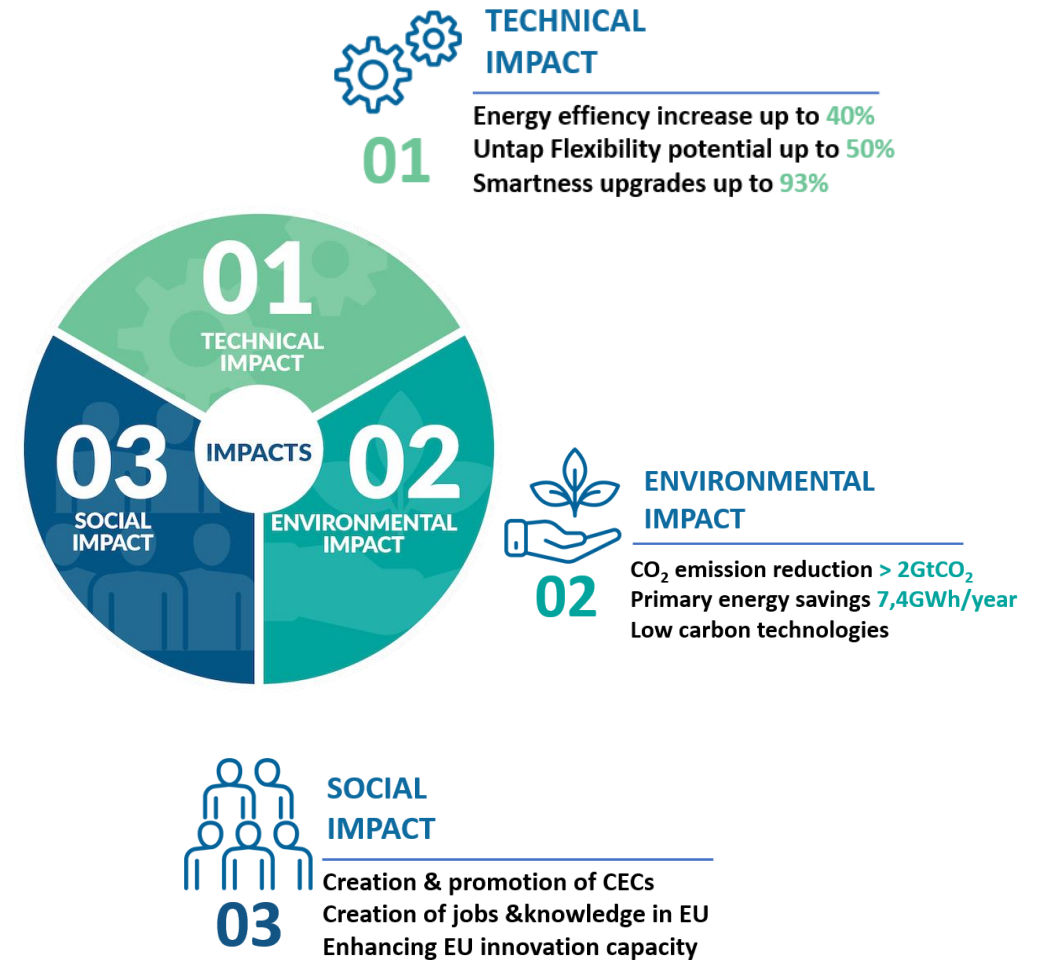 TECHNICAL
IMPACT
01
Energy effiency increase up to 40%
Untap Flexibility potential up to 50%
Smartness upgrades up to 93%
01
TECHNICAL
IMPACT
IMPACTS
03
SOCIAL
IMPACT
02
ENVIRONMENTAL
IMPACT
ENVIRONMENTAL
IMPACT
02
CO₂ emission reduction > 2GtCO₂
Primary energy savings 7,4GWh/year
Low carbon technologies
SOCIAL
IMPACT
03
Creation & promotion of CECs
Creation of jobs &knowledge in EU
Enhancing EU innovation capacity